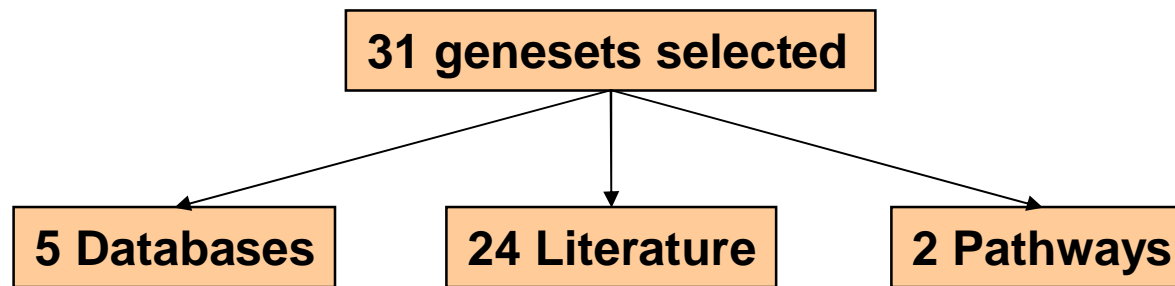 31 genesets selected
5 Databases
24 Literature
2 Pathways